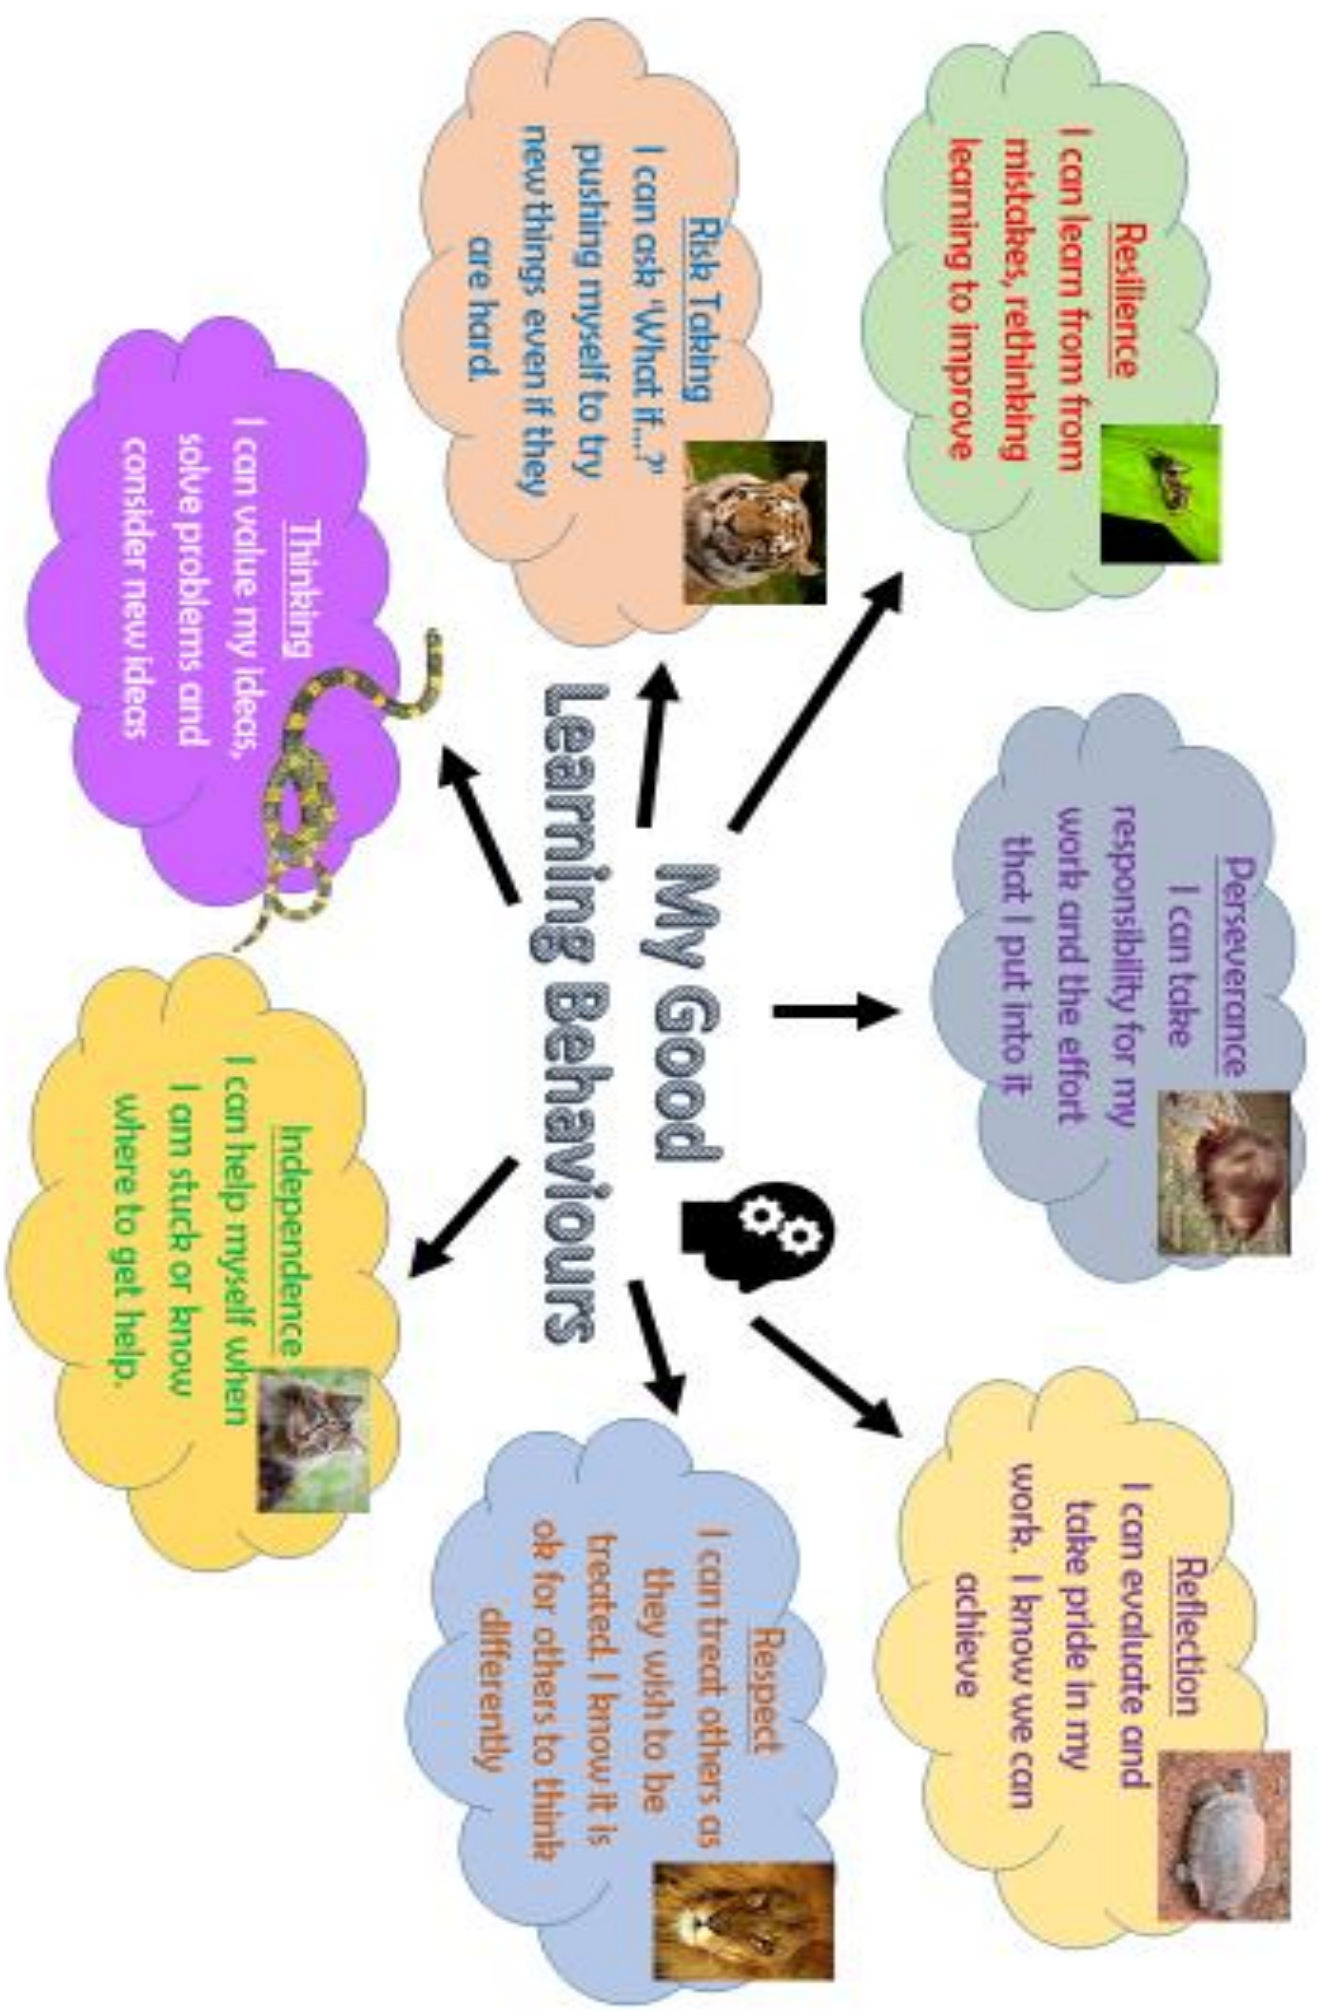 Resilience
I can learn from from
mistakes, rethinking
learning to improve
Perseverance
I can take
responsibility for my
work and the effort
that I put into it
Reflection
I can evaluate and
take pride in my
work. I know we can
achieve
Risk Taking
I can ask 'What if...?'
pushing myself to try
new things even if they
are hard.
My Good
Learning Behaviours
Respect
I can treat others as
they wish to be
treated. I know it is
ok for others to think
differently
Thinking
I can value my ideas,
solve problems and
consider new ideas
Independence
I can help myself when
I am stuck or know
where to get help.